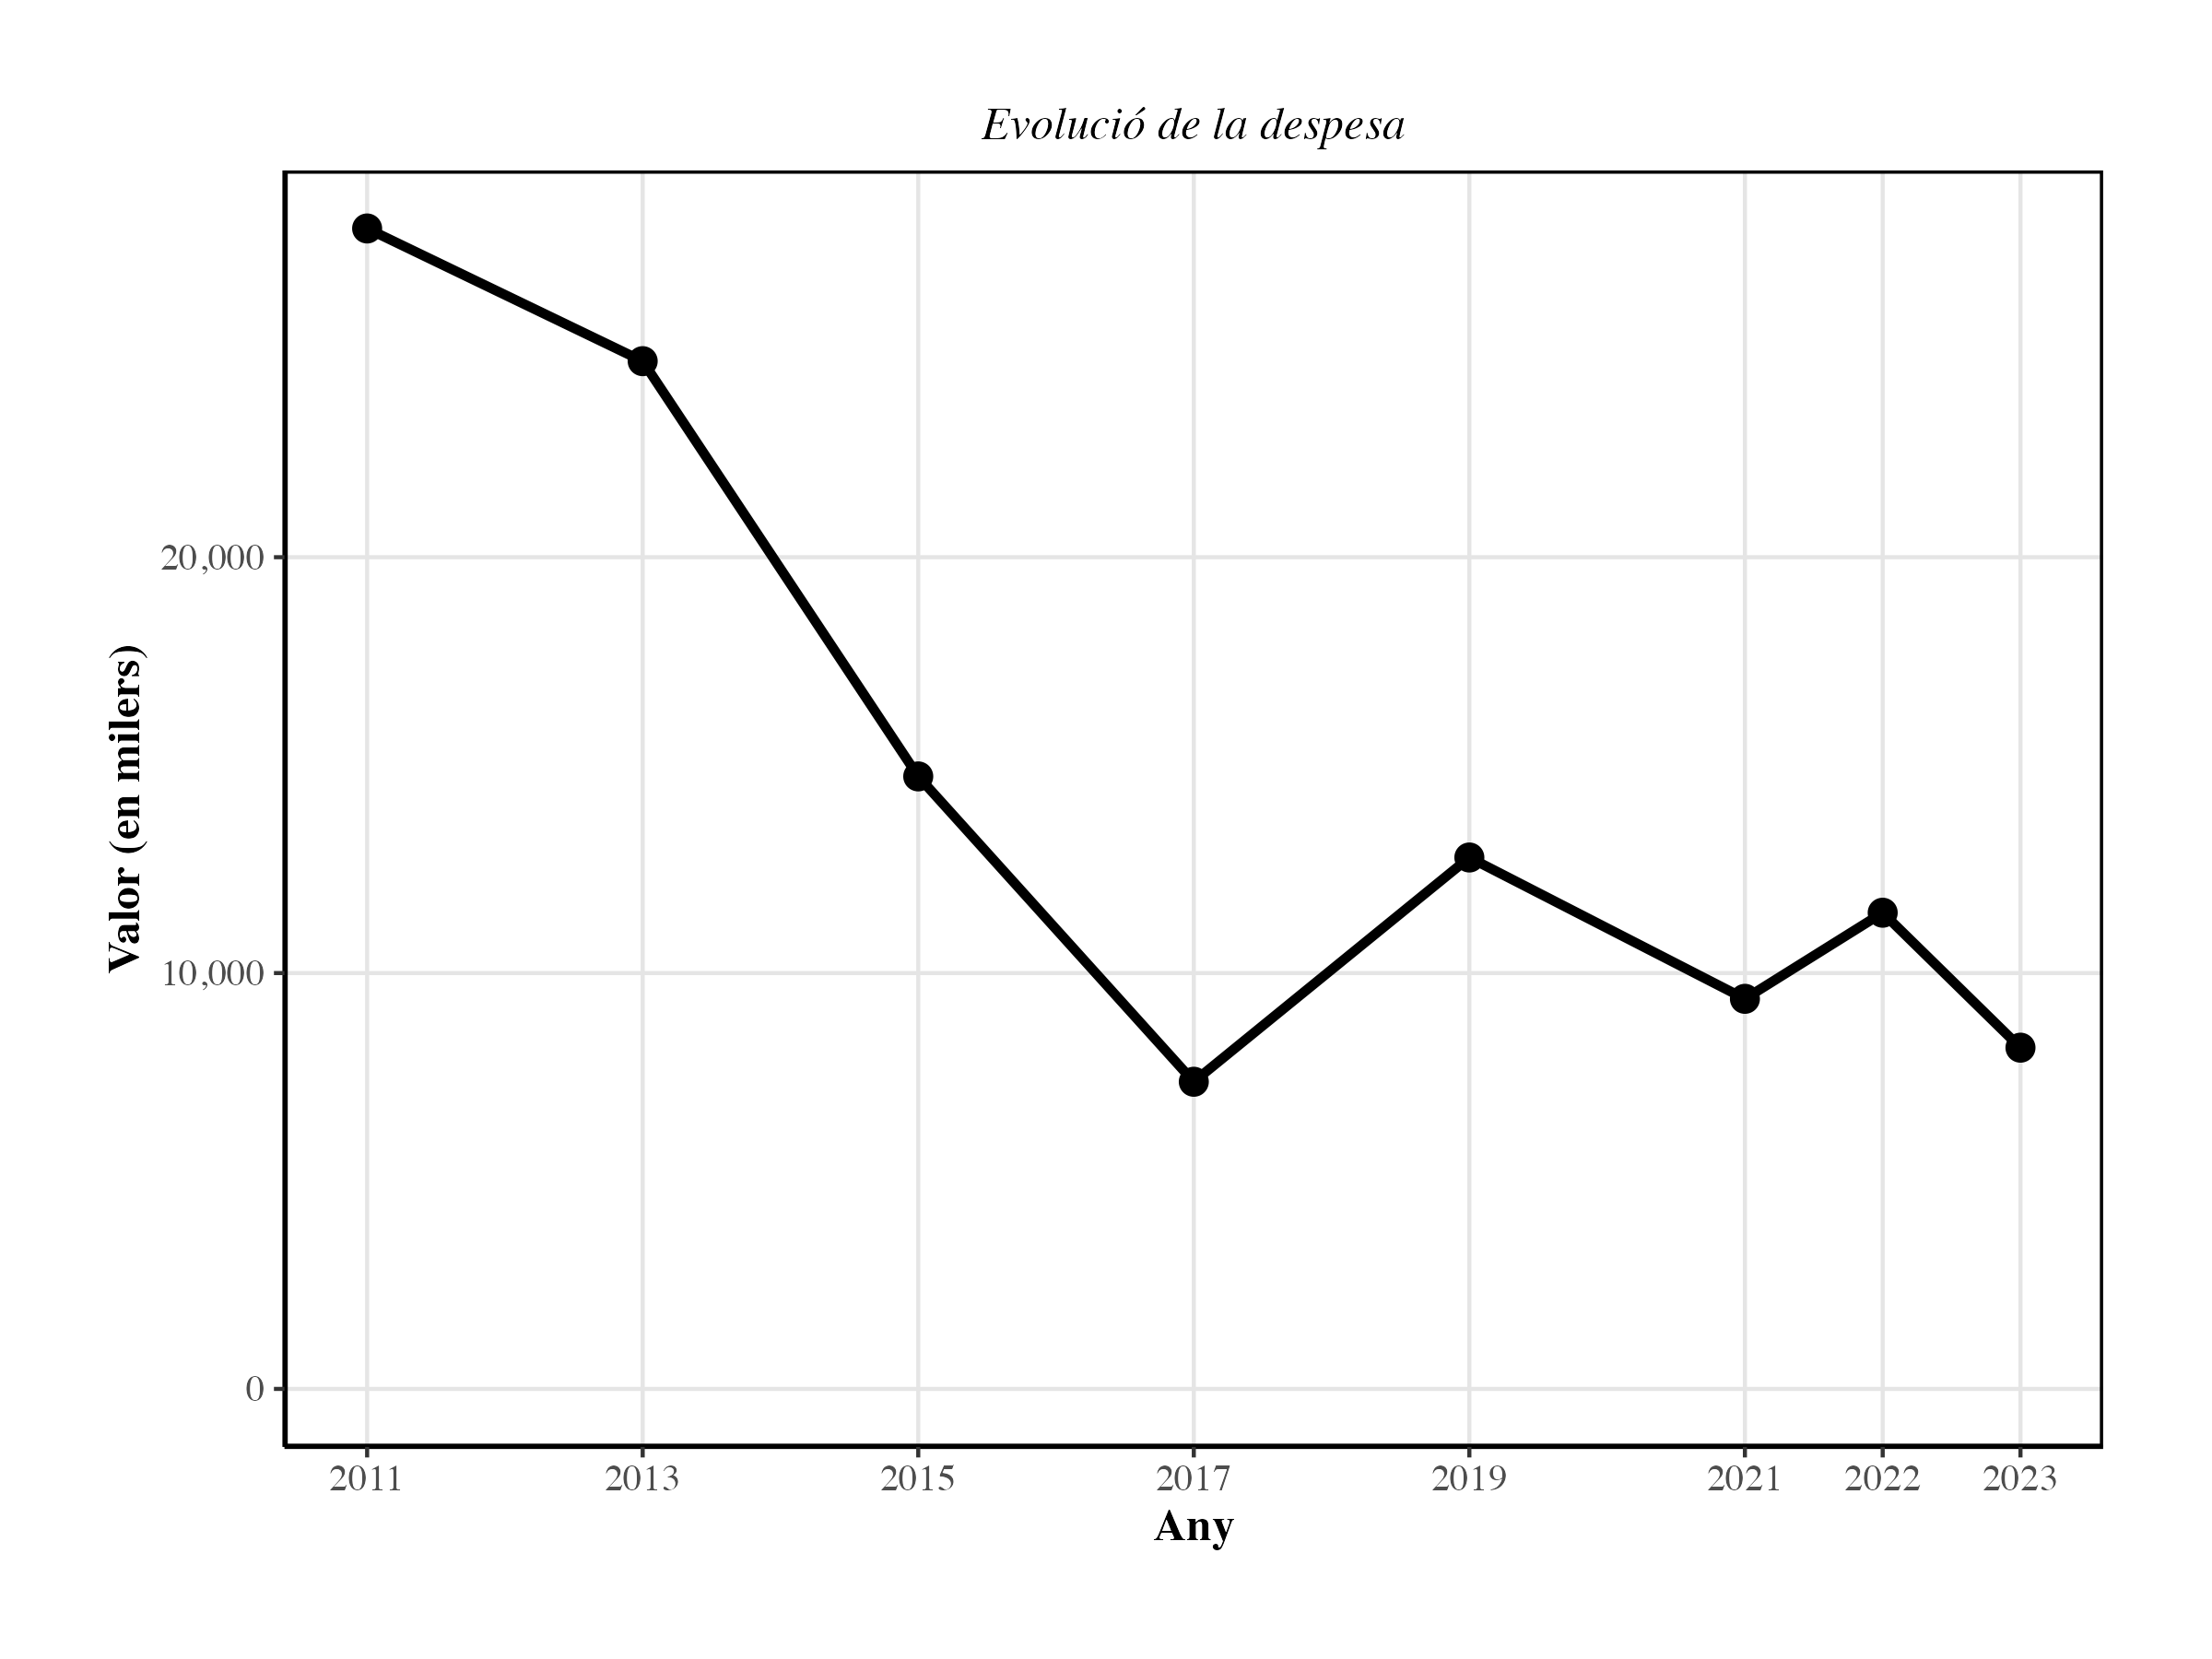 Evolució de la despesa
Valor (en milers)
20,000
10,000
0
2011 2013 2015 2017 2019 2021 2022 2023
Any